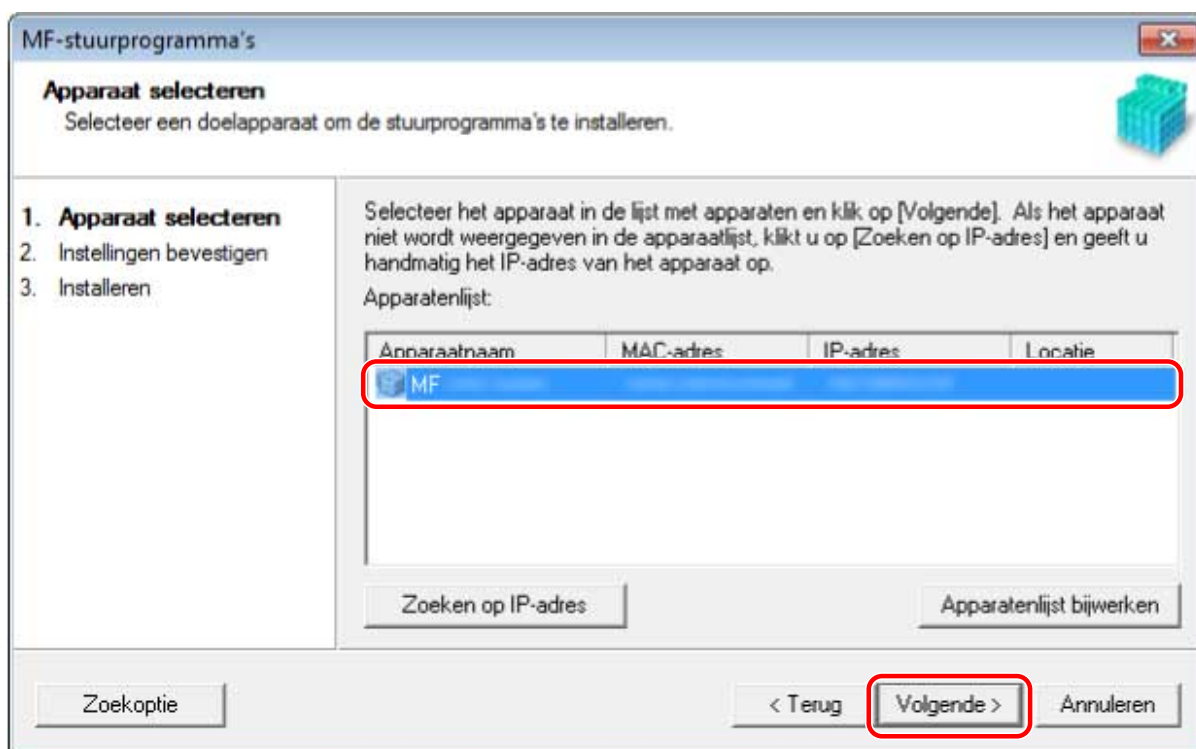 MF-stuurprogramma's
Apparaat selecteren
Selecteer een doelapparaat om de stuurprogramma's te installeren.
1. Apparaat selecteren
2. Instellingen bevestigen
3. Installeren
Selecteer het apparaat in de lijst met apparaten en klik op [Volgende]. Als het apparaat
niet wordt weergegeven in de apparaatlijst, klikt u op [Zoeken op IP-adres] en geeft u
handmatig het IP-adres van het apparaat op.
Apparatenlijst:
Apparaatnaam MAC-adres IP-adres Locatie
MF
Zoeken op IP-adres Apparatenlijst bijwerken
Zoekoptie < Terug Volgende > Annuleren